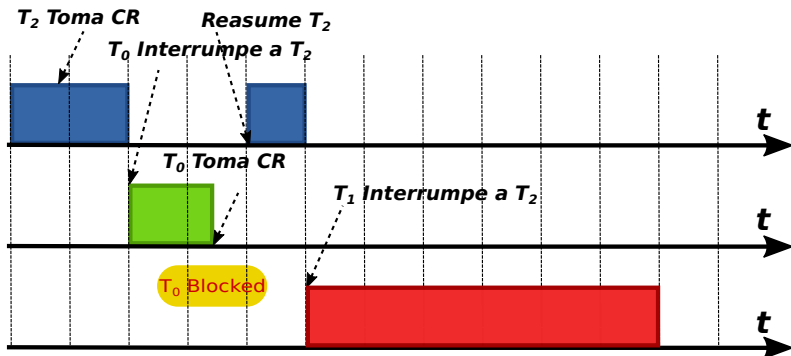 T₂ Toma CR
Reasume T₂
T₀ Interrumpe a T₂
t
T₀ Toma CR
T₁ Interrumpe a T₂
t
T₀ Blocked
t